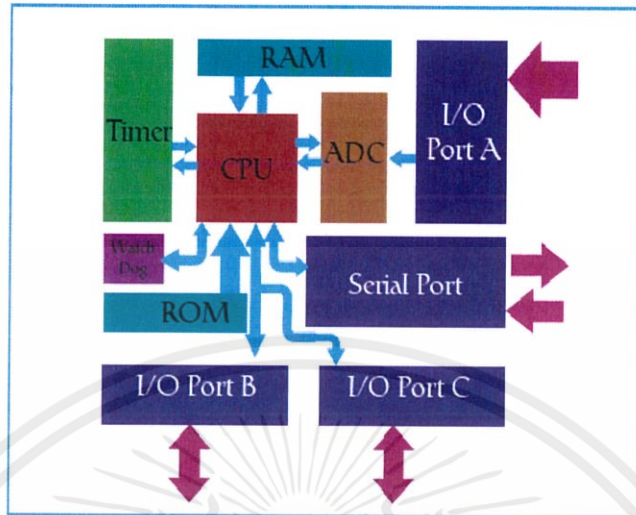 RAM
Timer
CPU
ADC
I/O
Port A
Watch
Dog
ROM
Serial Port
I/O Port B
I/O Port C